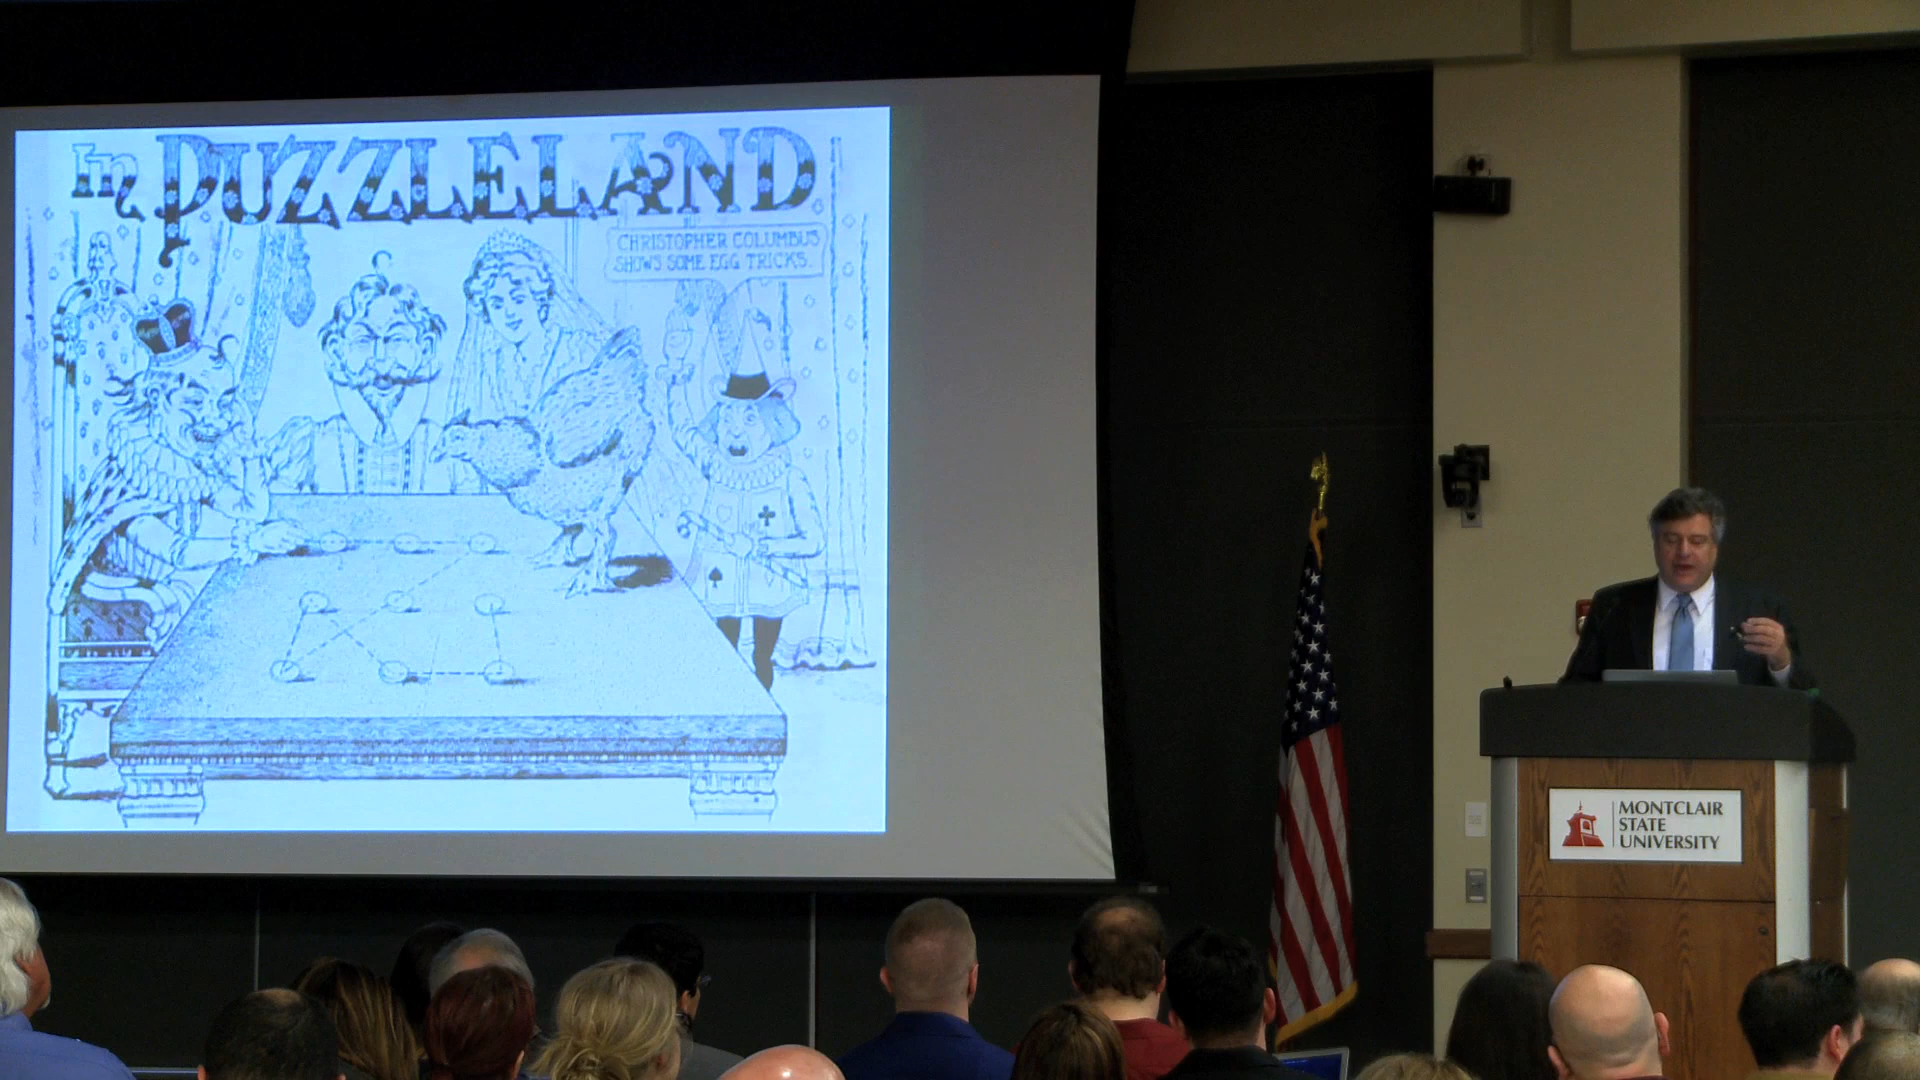 In PUZZLELAND
CHRISTOPHER COLUMBUS
SHOWS SOME EGG TRICKS.
MONTCLAIR
STATE
UNIVERSITY